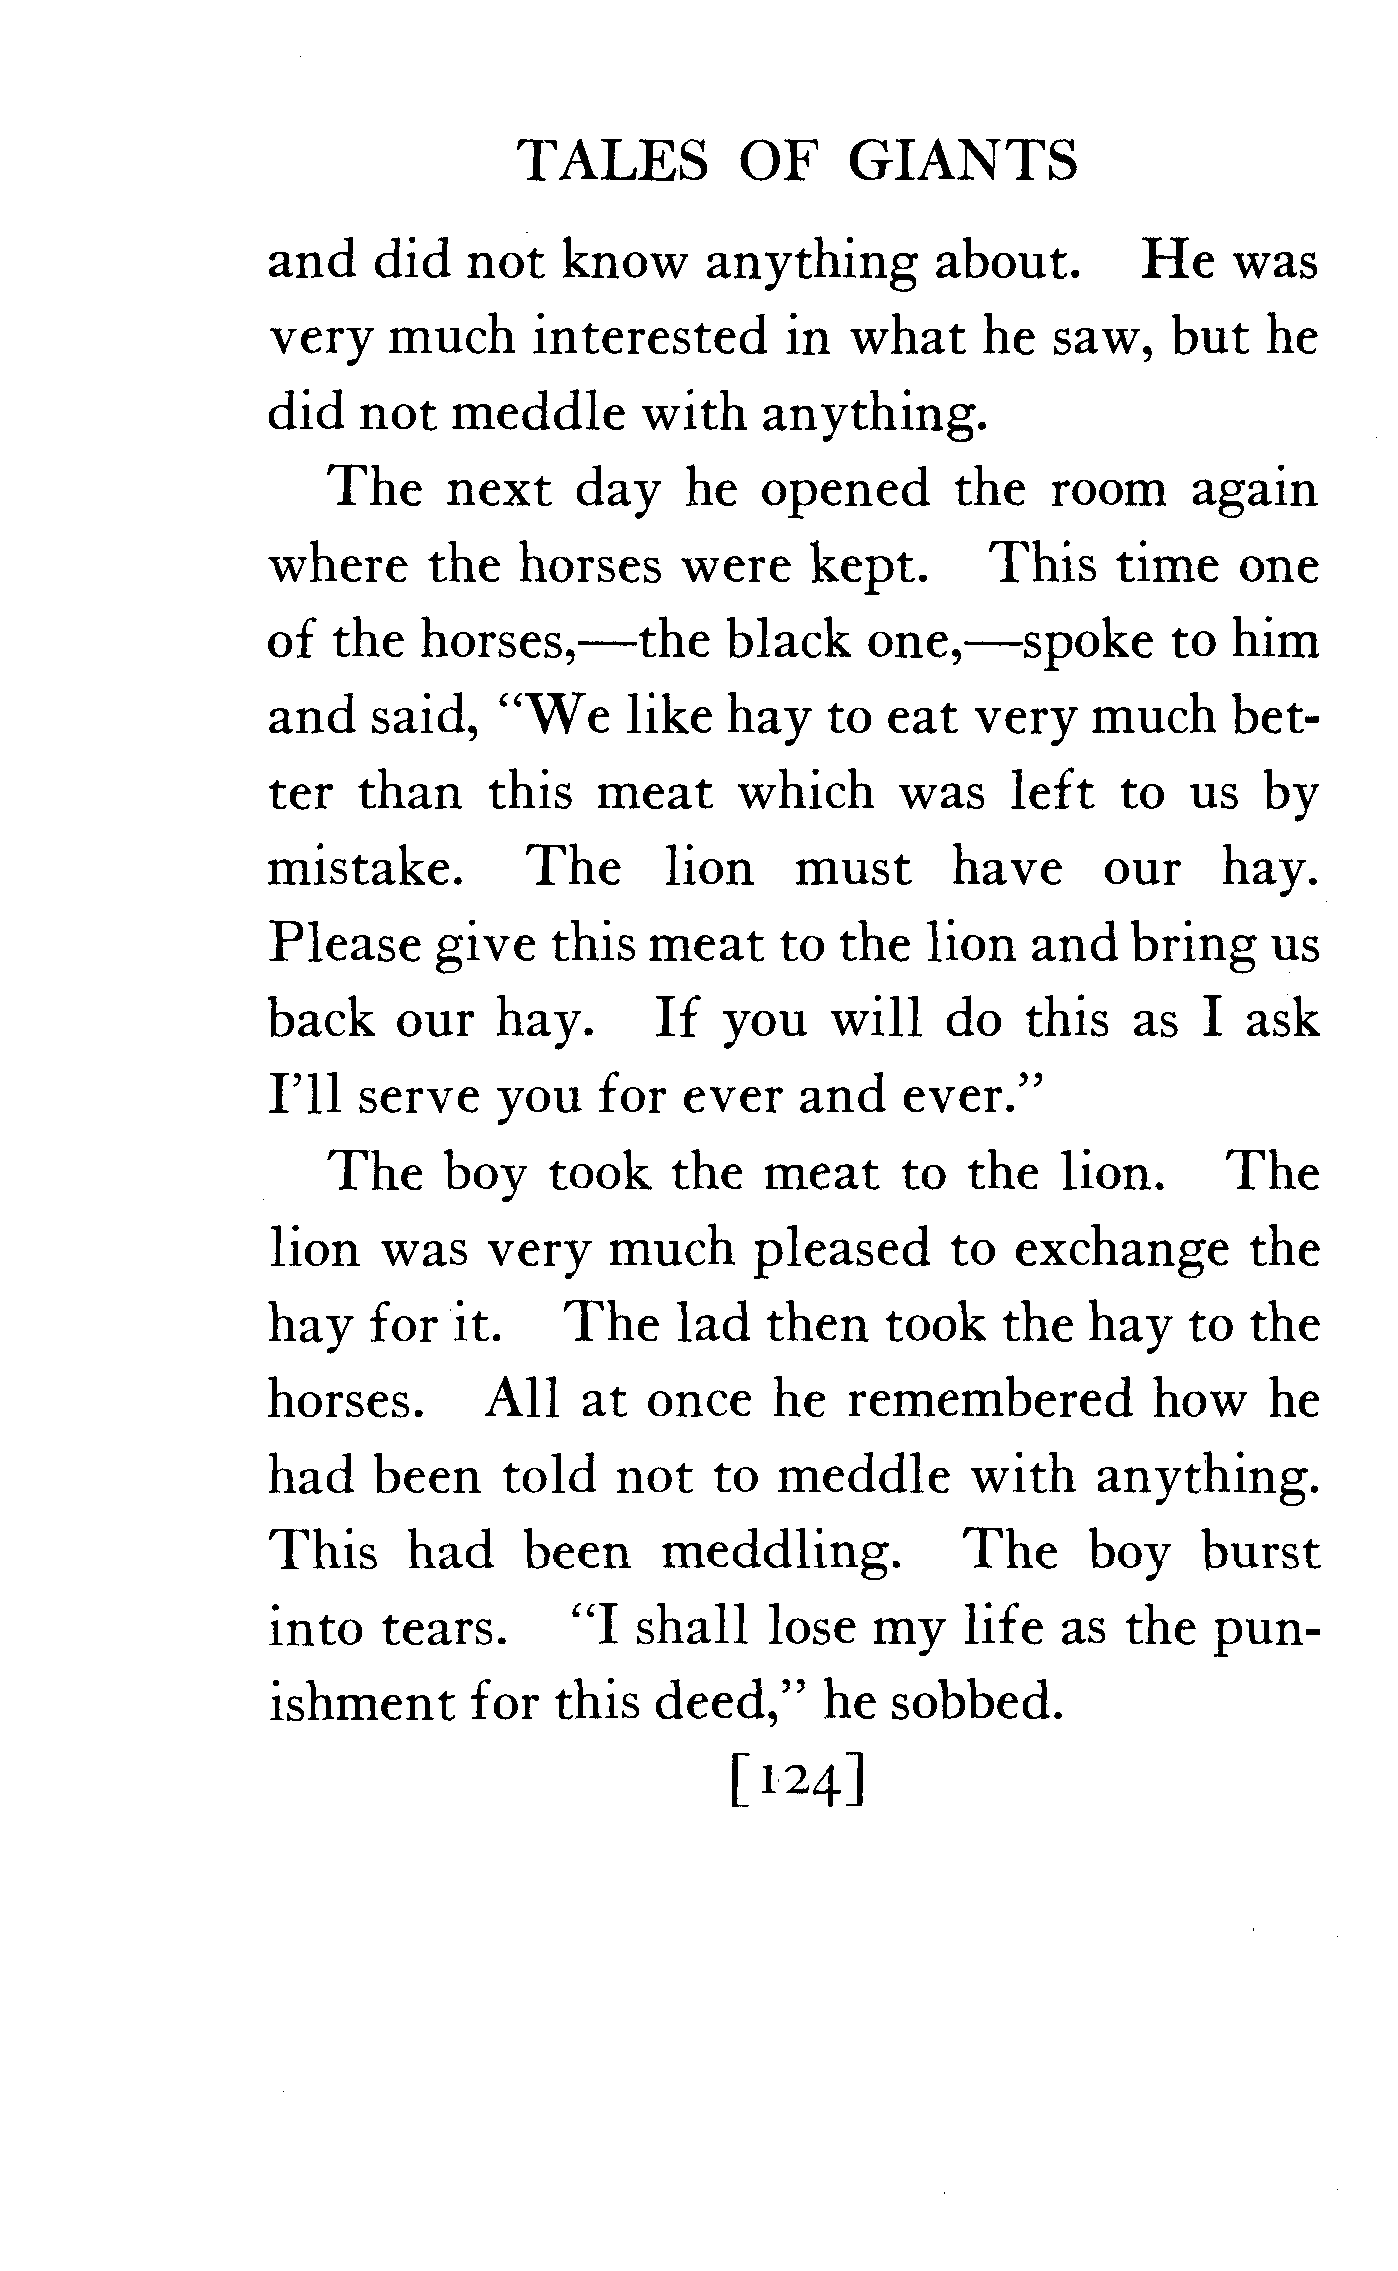 TALES OF GIANTS
and did not know anything about. He was
very much interested in what he saw, but he
did not meddle with anything.
The next day he opened the room again
where the horses were kept. This time one
of the horses,—the black one,—spoke to him
and said, “We like hay to eat very much bet-
ter than this meat which was left to us by
mistake. The lion must have our hay.
Please give this meat to the lion and bring us
back our hay. If you will do this as I ask
I’ll serve you for ever and ever.”
The boy took the meat to the lion. The
lion was very much pleased to exchange the
hay for it. The lad then took the hay to the
horses. All at once he remembered how he
had been told not to meddle with anything.
This had been meddling. The boy burst
into tears. “I shall lose my life as the pun-
ishment for this deed,” he sobbed.
[124]